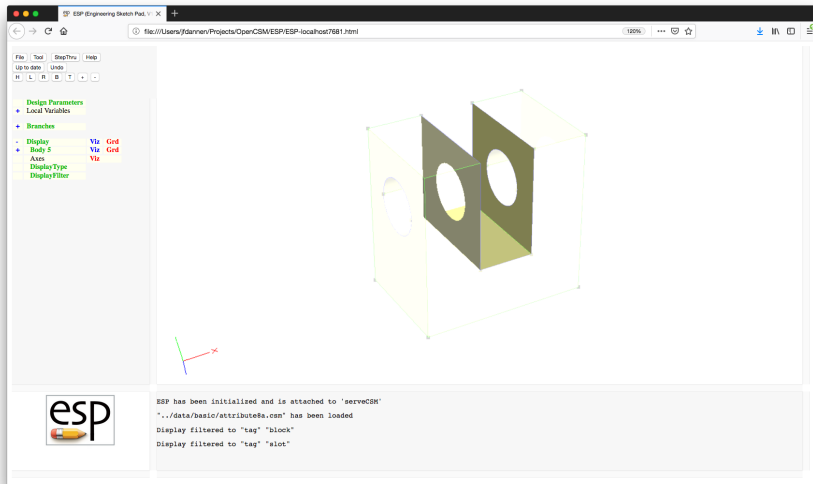 ESP (Engineering Sketch Pad, V
file:///Users/jfdannen/Projects/OpenCSM/ESP/ESP-localhost7681.html
120%
File Tool StepThru Help
Up to date Undo
H L R B T + -
Design Parameters
+ Local Variables
+ Branches
- Display Viz Grd
+ Body 5 Viz Grd
Axes Viz
DisplayType
DisplayFilter
X
esp
ESP has been initialized and is attached to 'serveCSM'
"../data/basic/attribute8a.csm" has been loaded
Display filtered to "tag" "block"
Display filtered to "tag" "slot"